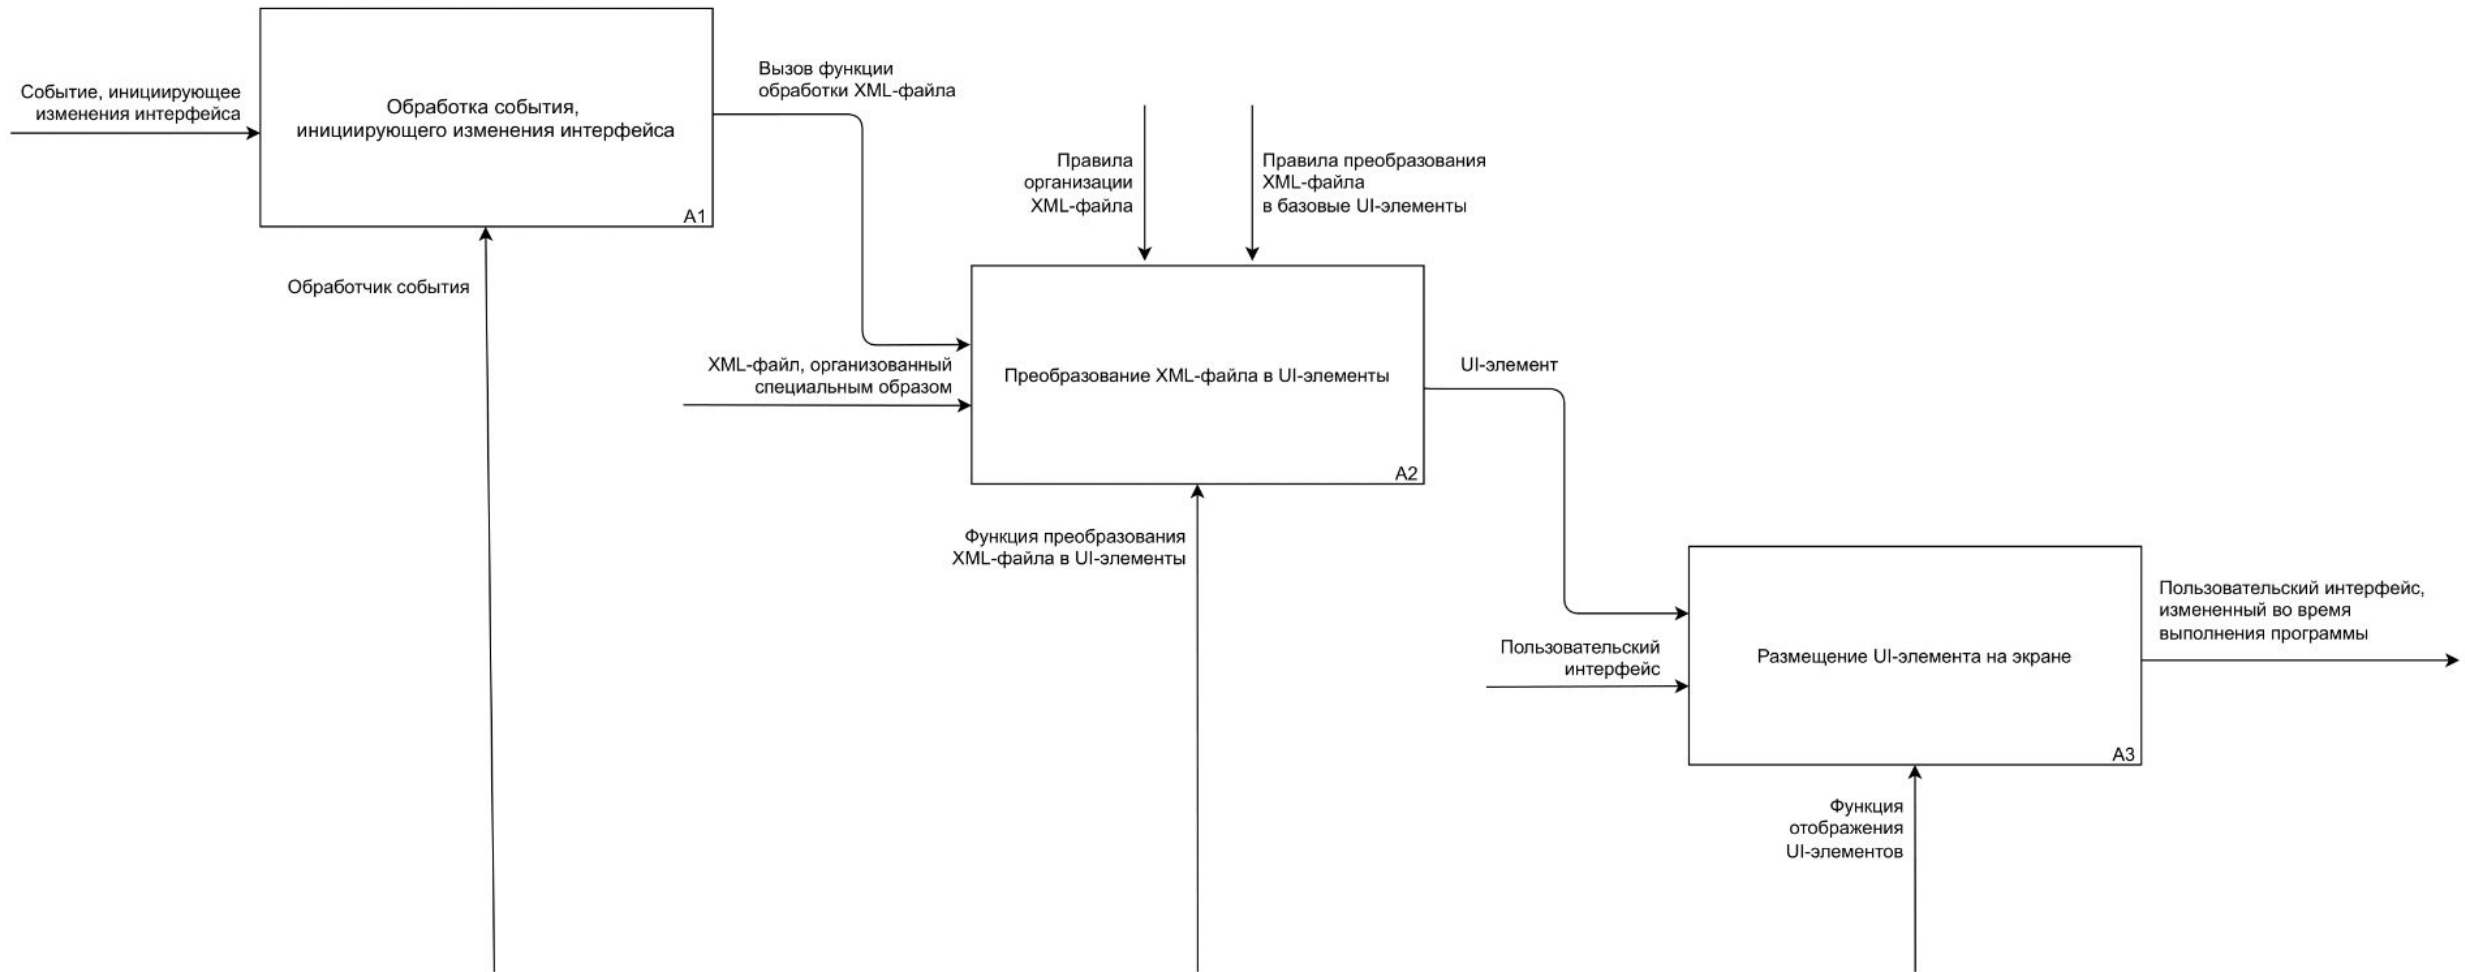 Событие, инициирующее
изменения интерфейса
Обработка события,
инициирующего изменения интерфейса
A1
Вызов функции
обработки XML-файла
Обработчик события
Правила
организации
XML-файла
Правила преобразования
XML-файла
в базовые UI-элементы
XML-файл, организованный
специальным образом
Преобразование XML-файла в UI-элементы
A2
UI-элемент
Функция преобразования
XML-файла в UI-элементы
Пользовательский
интерфейс
Размещение UI-элемента на экране
A3
Пользовательский интерфейс,
измененный во время
выполнения программы
Функция
отображения
UI-элементов